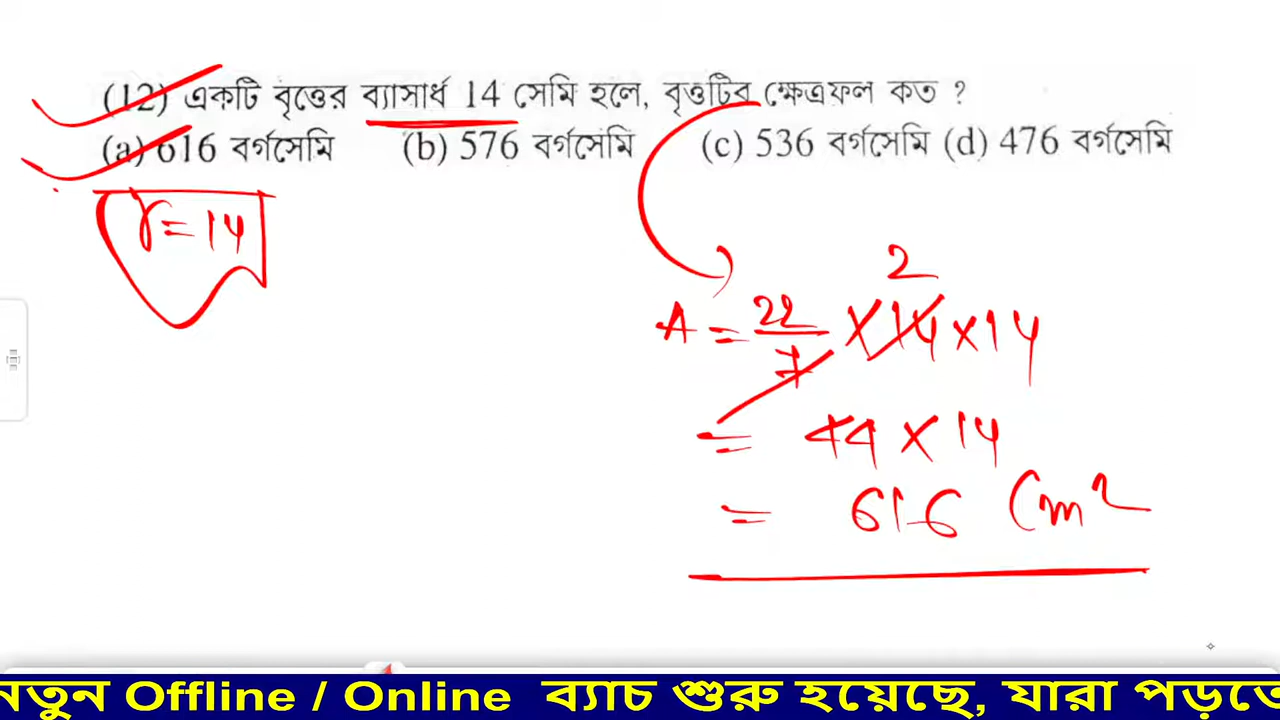 (12) একটি বৃত্তের ব্যাসার্ধ 14 সেমি হলে, বৃত্তটির ক্ষেত্রফল কত ?
(a) 616 বর্গসেমি (b) 576 বর্গসেমি (c) 536 বর্গসেমি (d) 476 বর্গসেমি
r = 14
2
A = 22/7 × 14 × 14
= 44 × 14
= 616 Cm²
নতুন Offline / Online ব্যাচ শুরু হয়েছে, যারা পড়তে